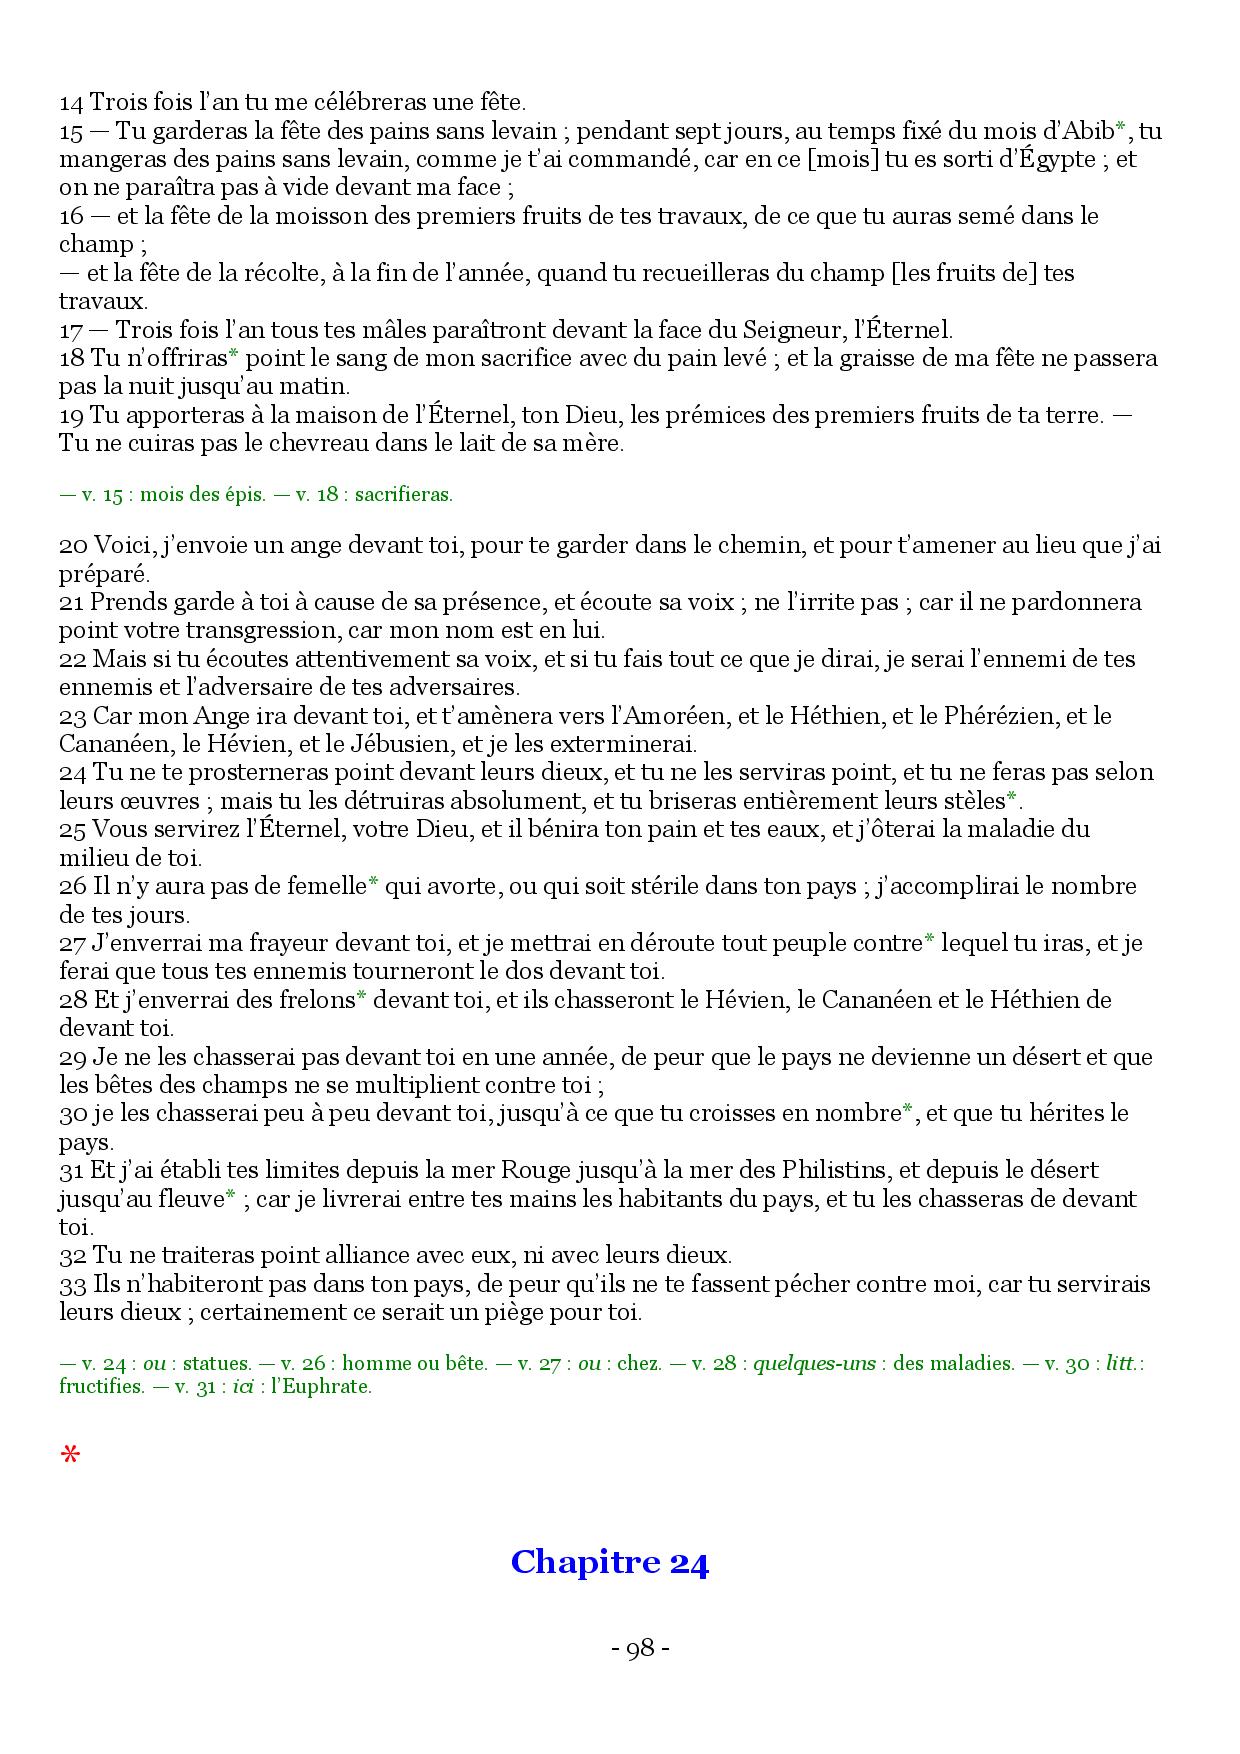 14 Trois fois l’an tu me célébreras une fête.
15 — Tu garderas la fête des pains sans levain ; pendant sept jours, au temps fixé du mois d’Abib*, tu
mangeras des pains sans levain, comme je t’ai commandé, car en ce [mois] tu es sorti d’Égypte ; et
on ne paraîtra pas à vide devant ma face ;
16 — et la fête de la moisson des premiers fruits de tes travaux, de ce que tu auras semé dans le
champ ;
— et la fête de la récolte, à la fin de l’année, quand tu recueilleras du champ [les fruits de] tes
travaux.
17 — Trois fois l’an tous tes mâles paraîtront devant la face du Seigneur, l’Éternel.
18 Tu n’offriras* point le sang de mon sacrifice avec du pain levé ; et la graisse de ma fête ne passera
pas la nuit jusqu’au matin.
19 Tu apporteras à la maison de l’Éternel, ton Dieu, les prémices des premiers fruits de ta terre. —
Tu ne cuiras pas le chevreau dans le lait de sa mère.
— v. 15 : mois des épis. — v. 18 : sacrifieras.
20 Voici, j’envoie un ange devant toi, pour te garder dans le chemin, et pour t’amener au lieu que j’ai
préparé.
21 Prends garde à toi à cause de sa présence, et écoute sa voix ; ne l’irrite pas ; car il ne pardonnera
point votre transgression, car mon nom est en lui.
22 Mais si tu écoutes attentivement sa voix, et si tu fais tout ce que je dirai, je serai l’ennemi de tes
ennemis et l’adversaire de tes adversaires.
23 Car mon Ange ira devant toi, et t’amènera vers l’Amoréen, et le Héthien, et le Phérézien, et le
Cananéen, le Hévien, et le Jébusien, et je les exterminerai.
24 Tu ne te prosterneras point devant leurs dieux, et tu ne les serviras point, et tu ne feras pas selon
leurs œuvres ; mais tu les détruiras absolument, et tu briseras entièrement leurs stèles*.
25 Vous servirez l’Éternel, votre Dieu, et il bénira ton pain et tes eaux, et j’ôterai la maladie du
milieu de toi.
26 Il n’y aura pas de femelle* qui avorte, ou qui soit stérile dans ton pays ; j’accomplirai le nombre
de tes jours.
27 J’enverrai ma frayeur devant toi, et je mettrai en déroute tout peuple contre* lequel tu iras, et je
ferai que tous tes ennemis tourneront le dos devant toi.
28 Et j’enverrai des frelons* devant toi, et ils chasseront le Hévien, le Cananéen et le Héthien de
devant toi.
29 Je ne les chasserai pas devant toi en une année, de peur que le pays ne devienne un désert et que
les bêtes des champs ne se multiplient contre toi ;
30 je les chasserai peu à peu devant toi, jusqu’à ce que tu croisses en nombre*, et que tu hérites le
pays.
31 Et j’ai établi tes limites depuis la mer Rouge jusqu’à la mer des Philistins, et depuis le désert
jusqu’au fleuve* ; car je livrerai entre tes mains les habitants du pays, et tu les chasseras de devant
toi.
32 Tu ne traiteras point alliance avec eux, ni avec leurs dieux.
33 Ils n’habiteront pas dans ton pays, de peur qu’ils ne te fassent pécher contre moi, car tu servirais
leurs dieux ; certainement ce serait un piège pour toi.
— v. 24 : ou : statues. — v. 26 : homme ou bête. — v. 27 : ou : chez. — v. 28 : quelques-uns : des maladies. — v. 30 : litt.:
fructifies. — v. 31 : ici : l’Euphrate.
*
Chapitre 24
- 98 -